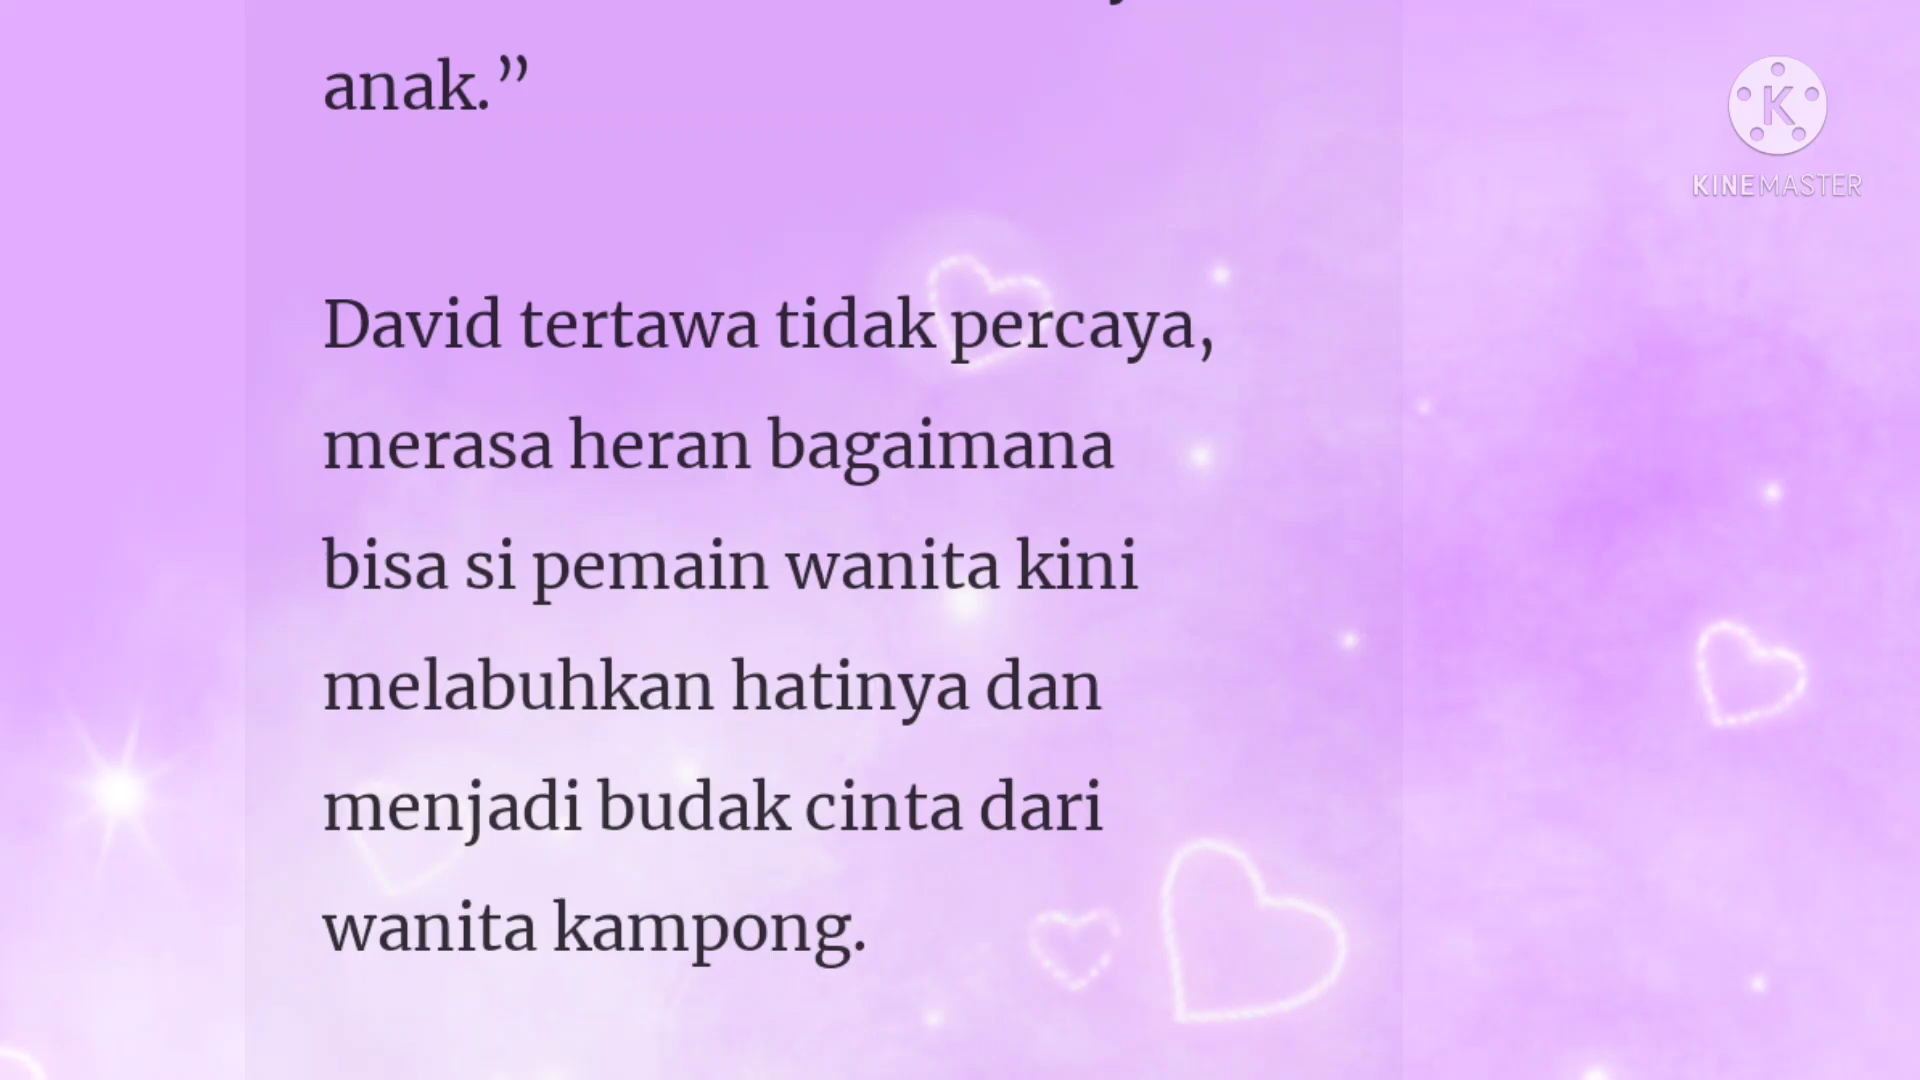 anak.”
David tertawa tidak percaya,
merasa heran bagaimana
bisa si pemain wanita kini
melabuhkan hatinya dan
menjadi budak cinta dari
wanita kampong.
K
KINEMASTER